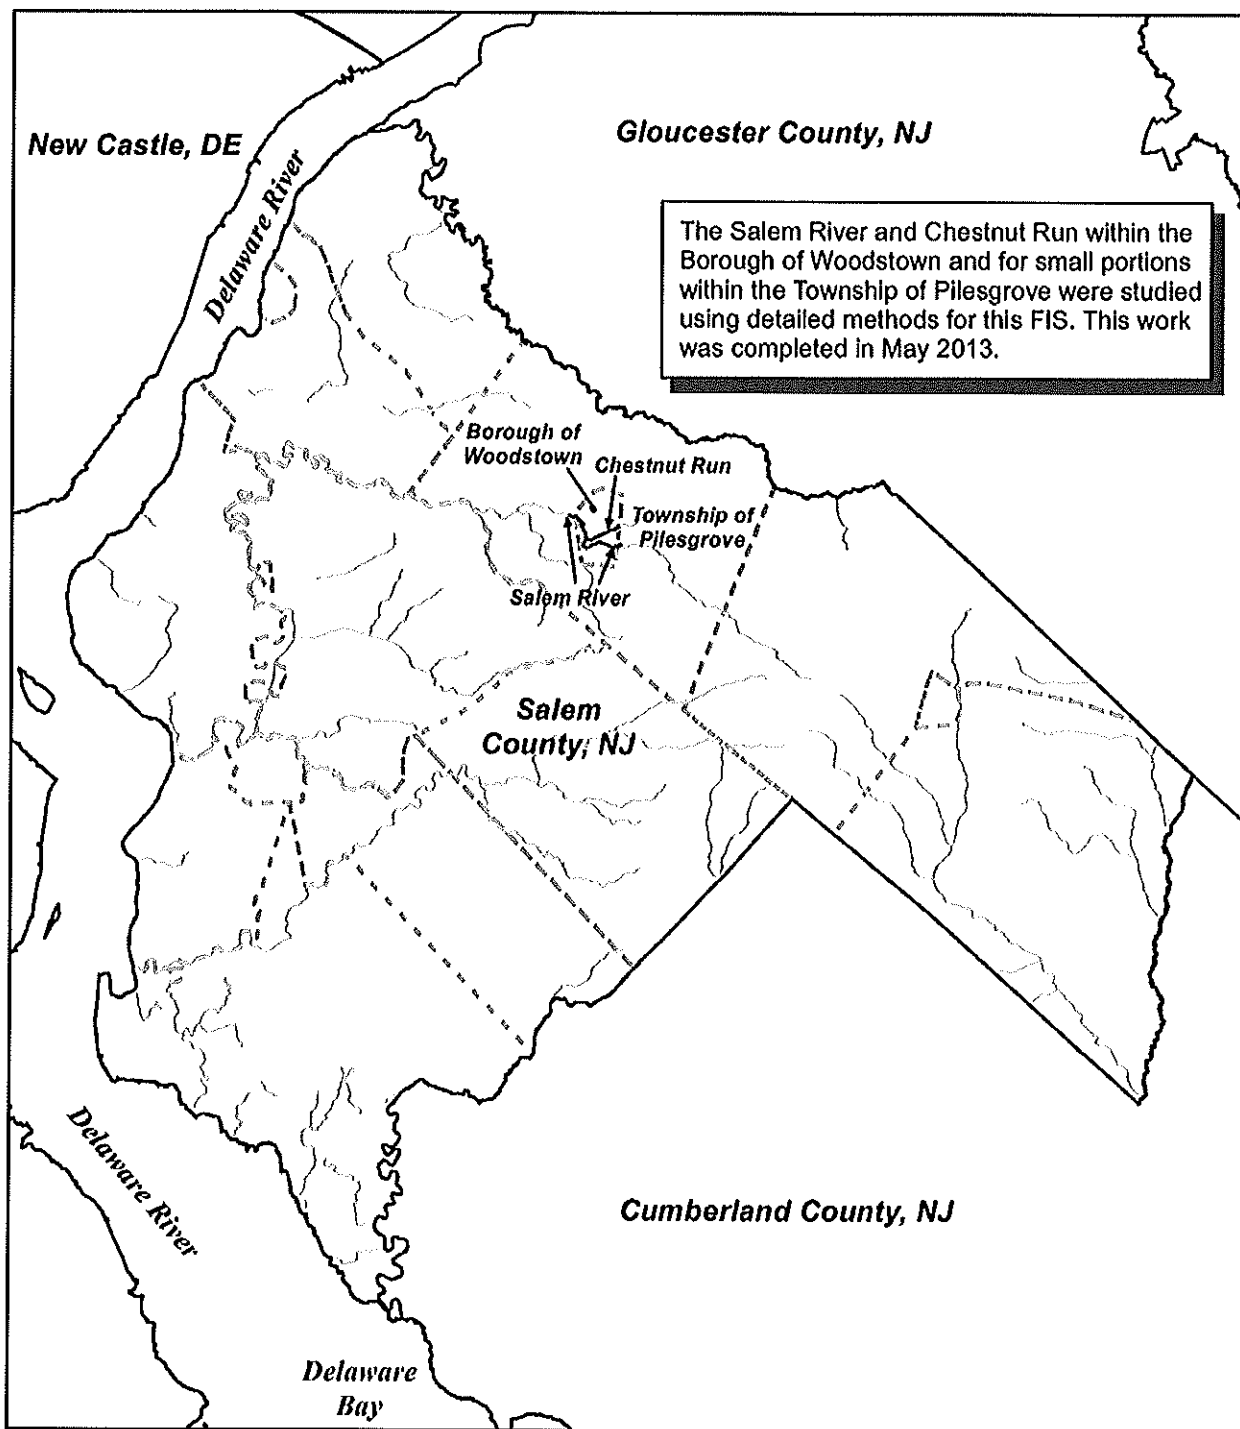 New Castle, DE
Gloucester County, NJ
Delaware River
The Salem River and Chestnut Run within the
Borough of Woodstown and for small portions
within the Township of Pilesgrove were studied
using detailed methods for this FIS. This work
was completed in May 2013.
Borough of
Woodstown
Chestnut Run
Township of
Pilesgrove
Salem River
Salem
County, NJ
Delaware River
Cumberland County, NJ
Delaware
Bay